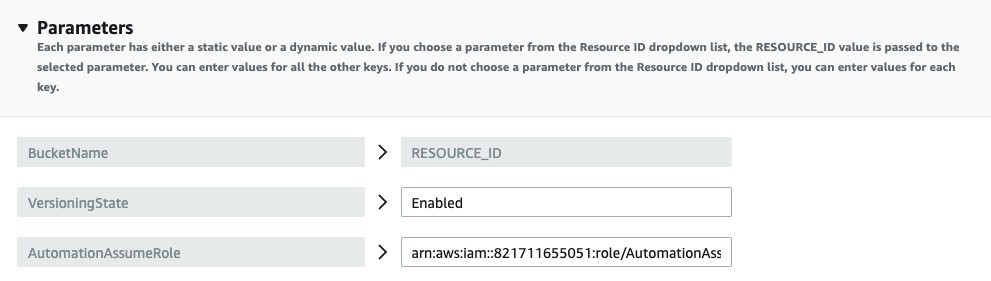 Parameters
Each parameter has either a static value or a dynamic value. If you choose a parameter from the Resource ID dropdown list, the RESOURCE_ID value is passed to the
selected parameter. You can enter values for all the other keys. If you do not choose a parameter from the Resource ID dropdown list, you can enter values for each
key.
BucketName RESOURCE_ID
VersioningState Enabled
AutomationAssumeRole arn:aws:iam::821711655051:role/AutomationAss